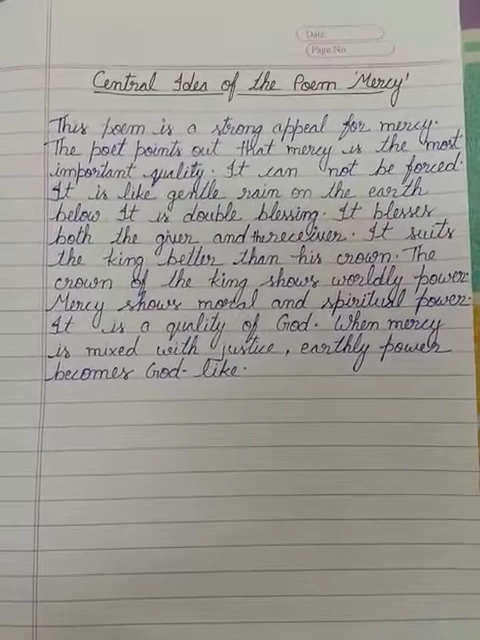 Date
Page No
Central Idea of the Poem 'Mercy'
This poem is a strong appeal for mercy.
The poet points out that mercy is the most
important quality. It can not be forced.
It is like gentle rain on the earth
below It is double blessing. It blesses
both the giver and the receiver. It suits
the king better than his crown. The
crown of the king shows worldly power.
Mercy shows moral and spiritual power.
It is a quality of God. When mercy
is mixed with justice, earthly power
becomes God-like.